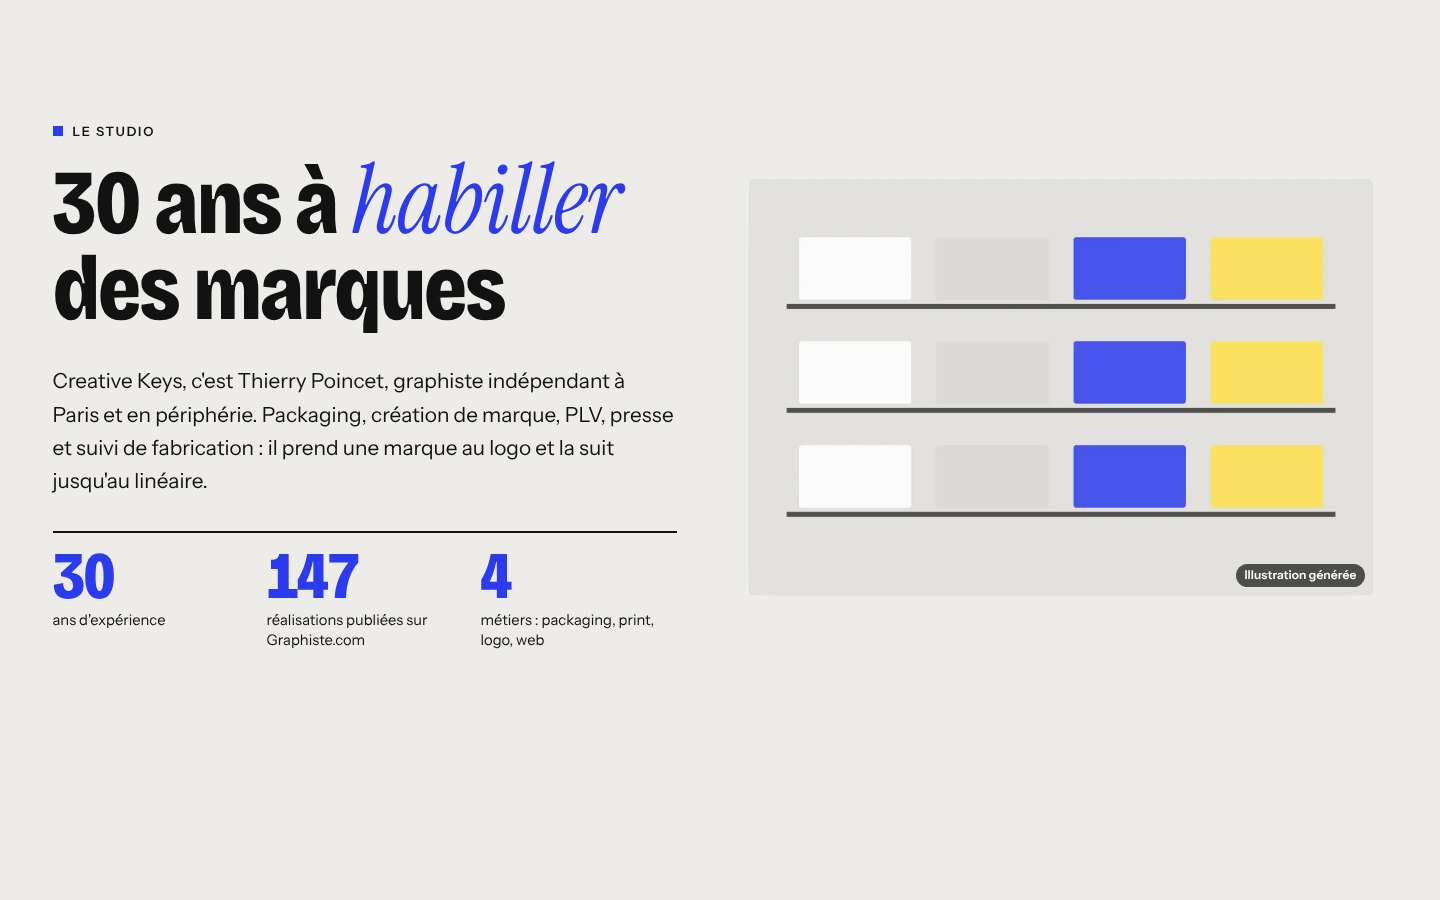 LE STUDIO
30 ans à habiller
des marques
Creative Keys, c'est Thierry Poincet, graphiste indépendant à
Paris et en périphérie. Packaging, création de marque, PLV, presse
et suivi de fabrication : il prend une marque au logo et la suit
jusqu'au linéaire.
30
ans d'expérience
147
réalisations publiées sur
Graphiste.com
4
métiers : packaging, print,
logo, web
Illustration générée